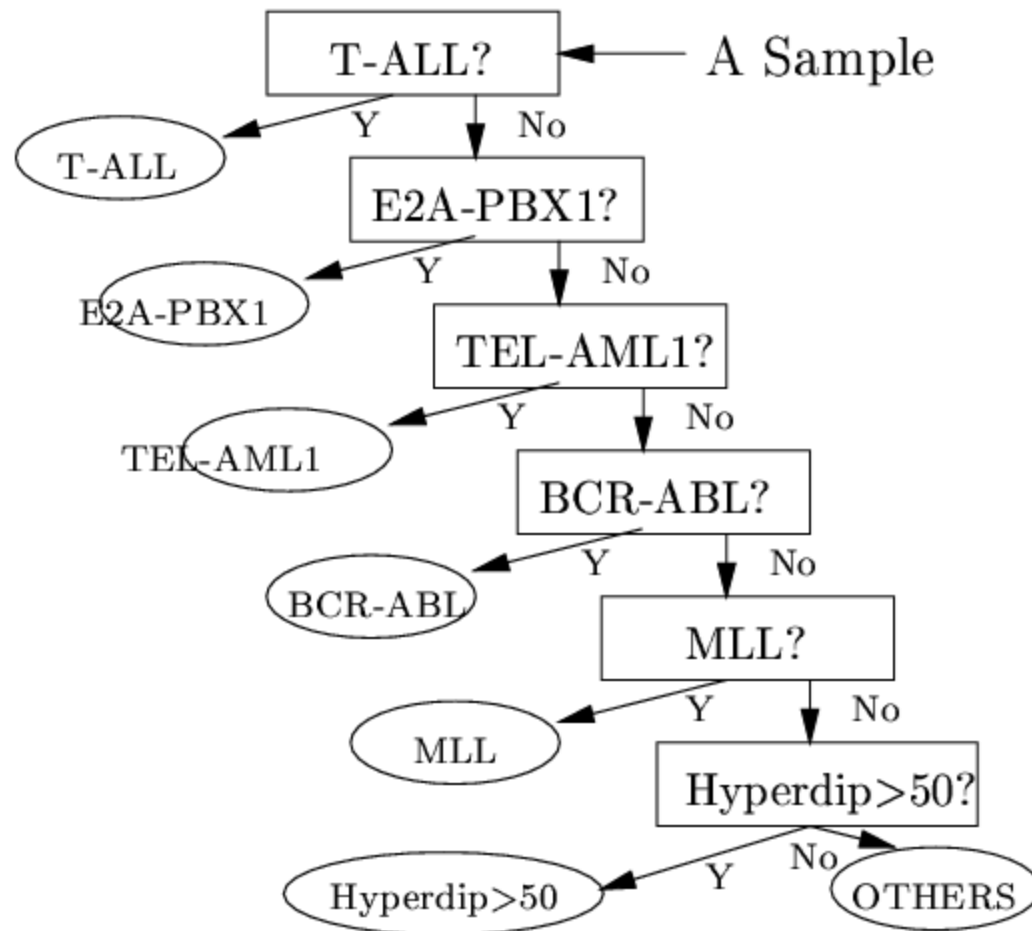 T-ALL?
A Sample
Y
No
T-ALL
E2A-PBX1?
Y
No
E2A-PBX1
TEL-AML1?
Y
No
TEL-AML1
BCR-ABL?
Y
No
BCR-ABL
MLL?
Y
No
MLL
Hyperdip>50?
Y
No
Hyperdip>50
OTHERS